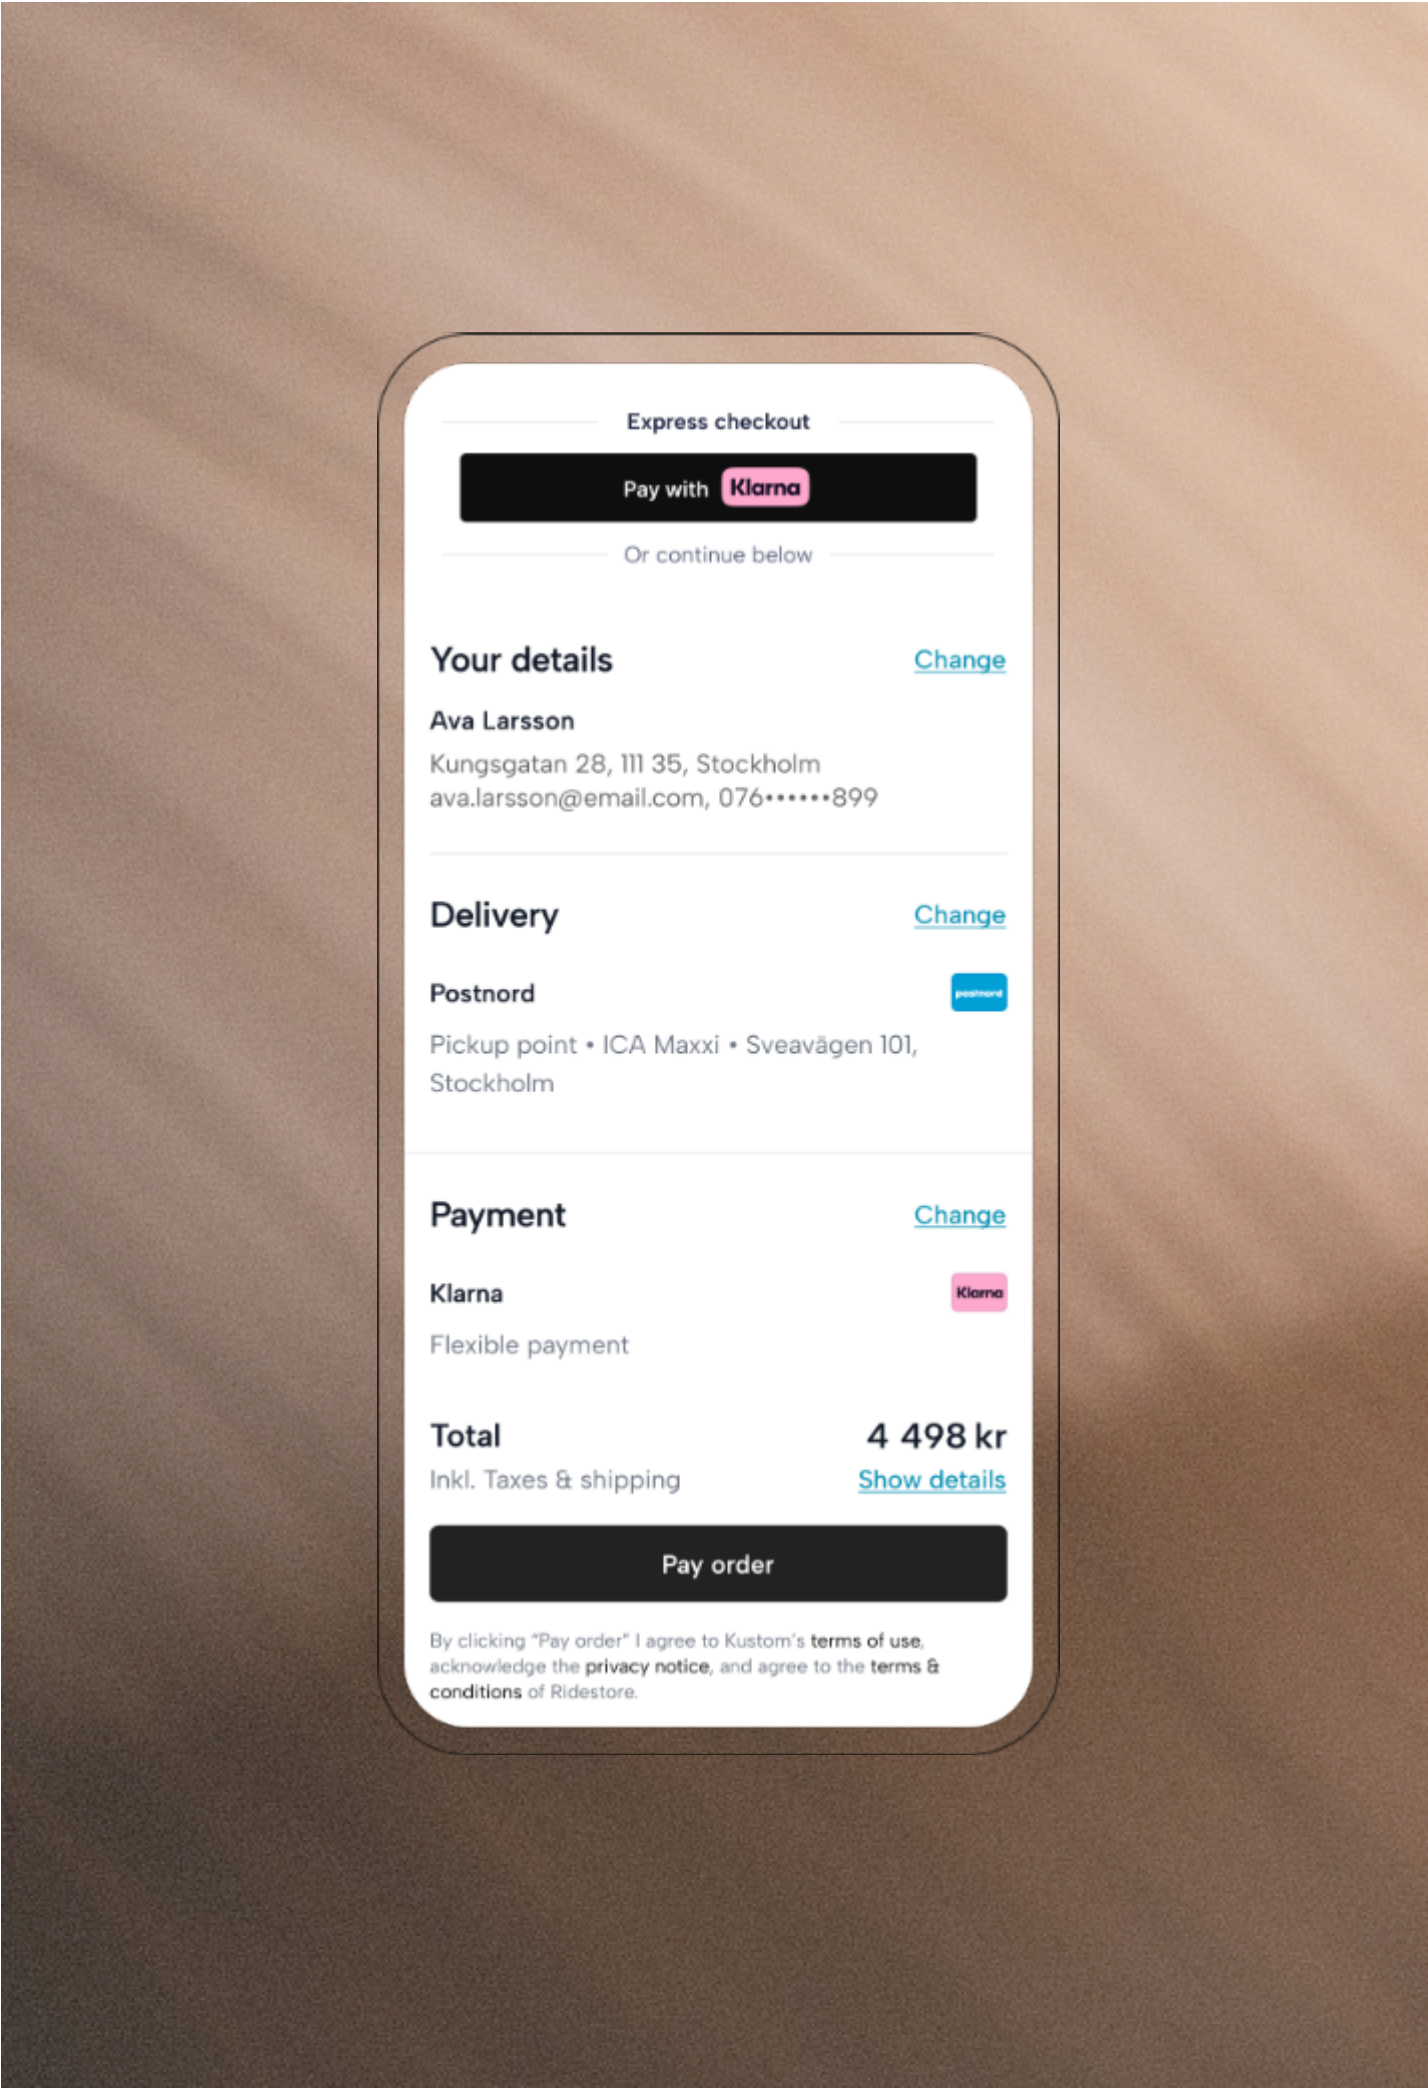 Express checkout
Pay with Klarna
Or continue below
Your details Change
Ava Larsson
Kungsgatan 28, 111 35, Stockholm
ava.larsson@email.com, 076••••••899
Delivery Change
Postnord postnord
Pickup point • ICA Maxxi • Sveavägen 101,
Stockholm
Payment Change
Klarna Klarna
Flexible payment
Total 4 498 kr
Inkl. Taxes & shipping Show details
Pay order
By clicking "Pay order" I agree to Kustom's terms of use,
acknowledge the privacy notice, and agree to the terms &
conditions of Ridestore.